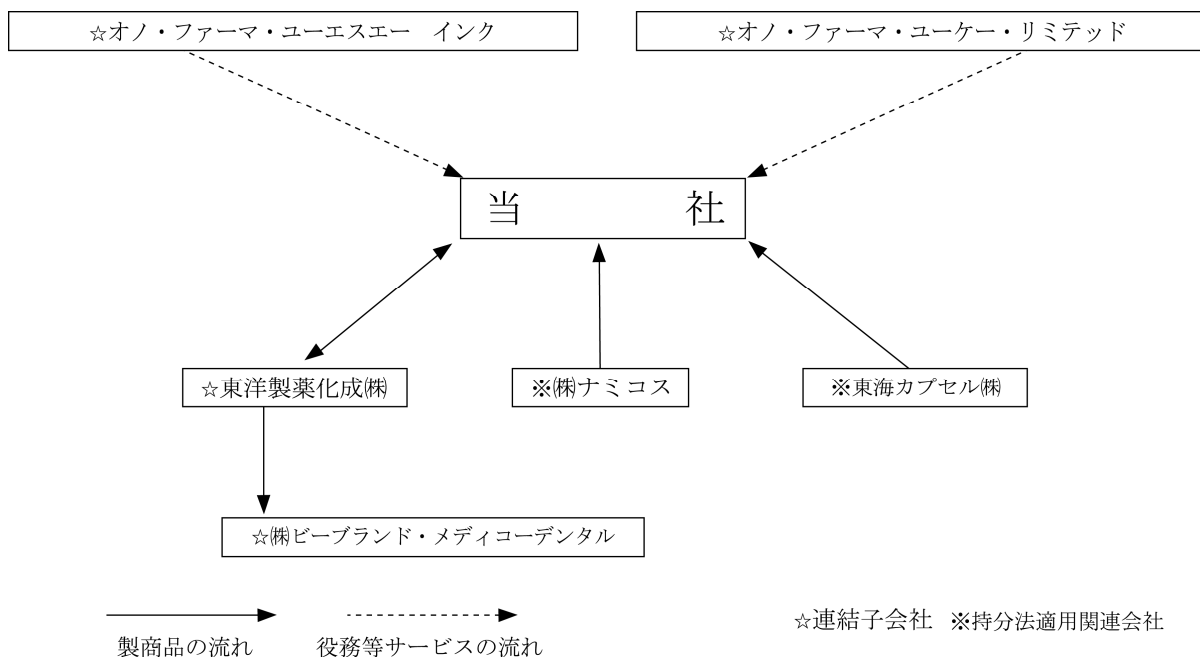 ☆オノ・ファーマ・ユーエスエー　インク
☆オノ・ファーマ・ユーケー・リミテッド
当　　　社
☆東洋製薬化成㈱
※㈱ナミコス
※東海カプセル㈱
☆㈱ビーブランド・メディコーデンタル
製商品の流れ
役務等サービスの流れ
☆連結子会社　※持分法適用関連会社